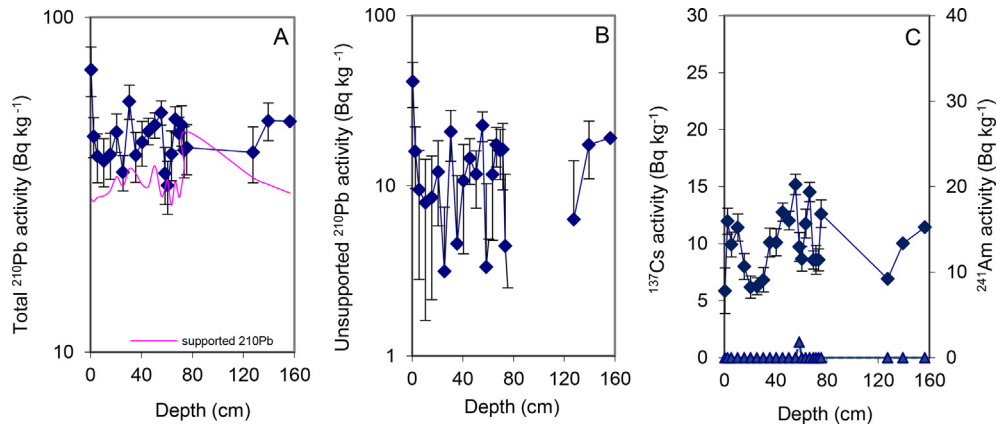 A
Total ²¹⁰Pb activity (Bq kg ⁻¹)
100
10
supported 210Pb
0 40 80 120 160
Depth (cm)
B
Unsupported ²¹⁰Pb activity (Bq kg ⁻¹)
100
10
1
0 40 80 120 160
Depth (cm)
C
¹³⁷Cs activity (Bq kg⁻¹)
30
25
20
15
10
5
0
0 40 80 120 160
Depth (cm)
40
30
20
10
0
²⁴¹Am activity (Bq kg⁻¹)